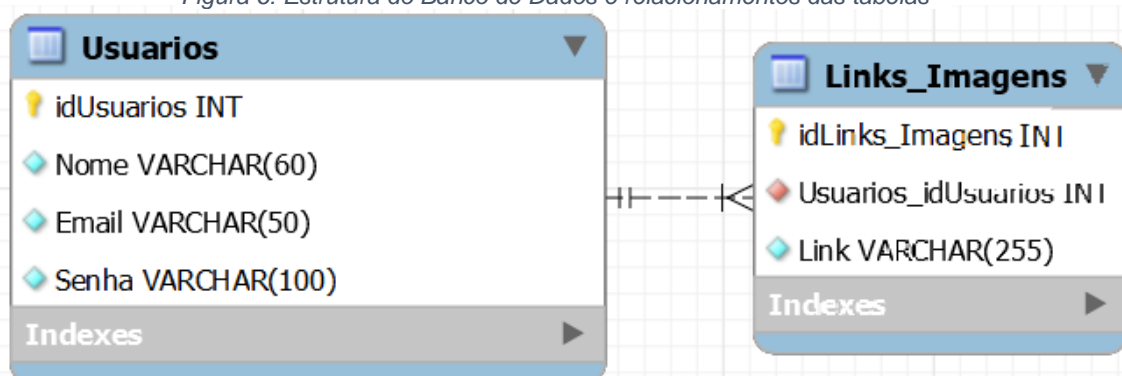 Usuarios
idUsuarios INT
Nome VARCHAR(60)
Email VARCHAR(50)
Senha VARCHAR(100)
Indexes
Links_Imagens
idLinks_Imagens INT
Usuarios_idUsuarios INT
Link VARCHAR(255)
Indexes